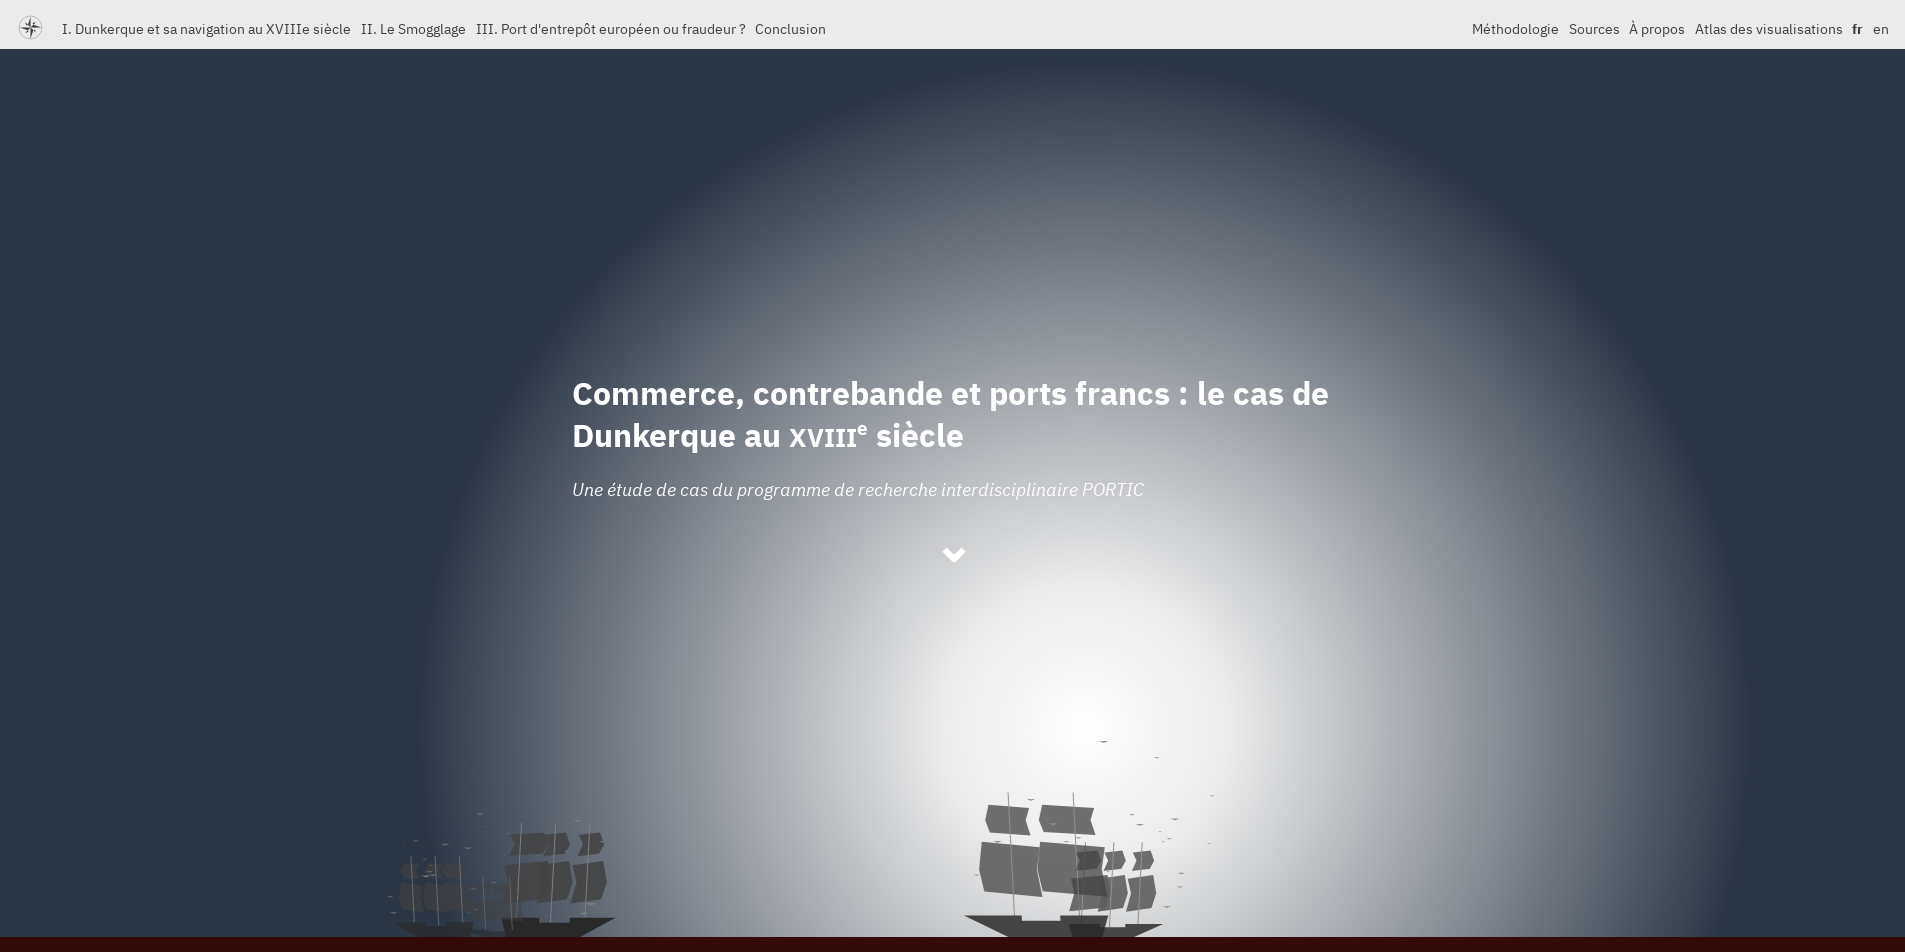 I. Dunkerque et sa navigation au XVIIIe siècle II. Le Smogglage III. Port d'entrepôt européen ou fraudeur ? Conclusion Méthodologie Sources À propos Atlas des visualisations fr en
Commerce, contrebande et ports francs : le cas de
Dunkerque au XVIIIe siècle
Une étude de cas du programme de recherche interdisciplinaire PORTIC